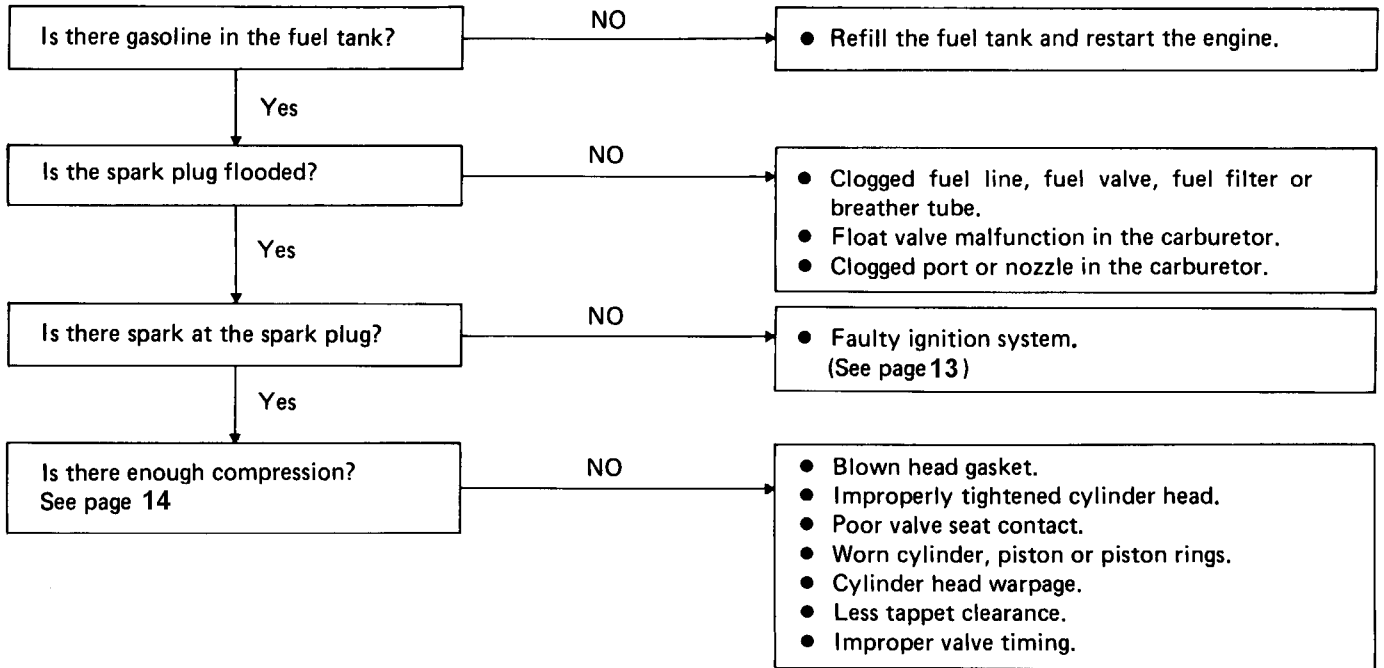 Is there gasoline in the fuel tank?
NO
● Refill the fuel tank and restart the engine.
Yes
Is the spark plug flooded?
NO
● Clogged fuel line, fuel valve, fuel filter or
breather tube.
● Float valve malfunction in the carburetor.
● Clogged port or nozzle in the carburetor.
Yes
Is there spark at the spark plug?
NO
● Faulty ignition system.
(See page 13)
Yes
Is there enough compression?
See page 14
NO
● Blown head gasket.
● Improperly tightened cylinder head.
● Poor valve seat contact.
● Worn cylinder, piston or piston rings.
● Cylinder head warpage.
● Less tappet clearance.
● Improper valve timing.